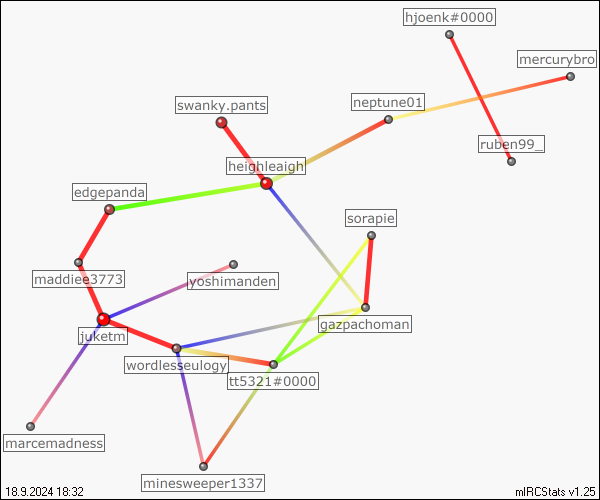 hjoenk#0000
mercurybro
swanky.pants
neptune01
ruben99_
heighleaigh
edgepanda
sorapie
maddiee3773
yoshimanden
gazpachoman
juketm
wordlesseulogy
tt5321#0000
marcemadness
minesweeper1337
18.9.2024 18:32
mIRCStats v1.25